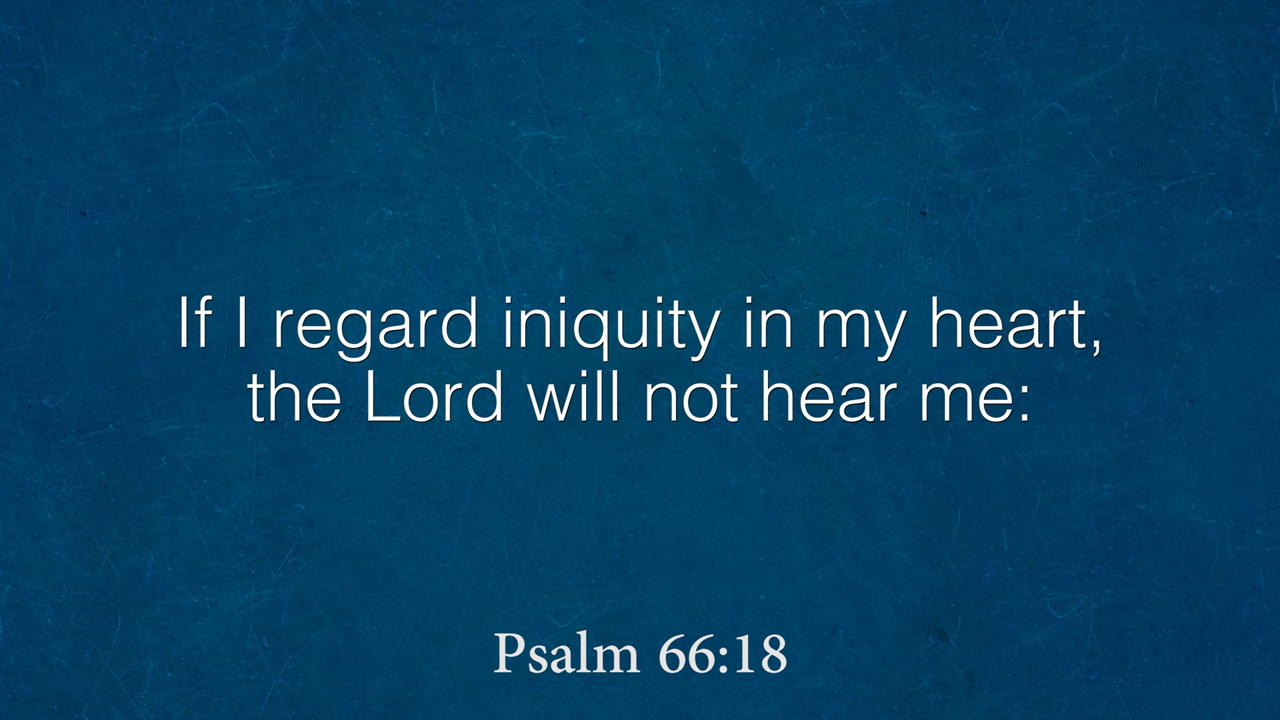 If I regard iniquity in my heart,
the Lord will not hear me:
Psalm 66:18